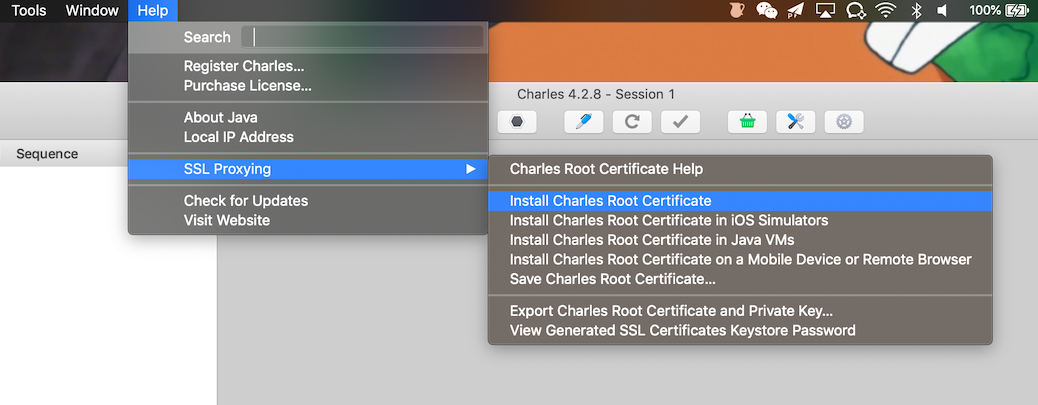 Tools Window Help 100%
Search
Register Charles...
Purchase License...
Charles 4.2.8 - Session 1
About Java
Local IP Address
Sequence
SSL Proxying
Check for Updates
Visit Website
Charles Root Certificate Help
Install Charles Root Certificate
Install Charles Root Certificate in iOS Simulators
Install Charles Root Certificate in Java VMs
Install Charles Root Certificate on a Mobile Device or Remote Browser
Save Charles Root Certificate...
Export Charles Root Certificate and Private Key...
View Generated SSL Certificates Keystore Password